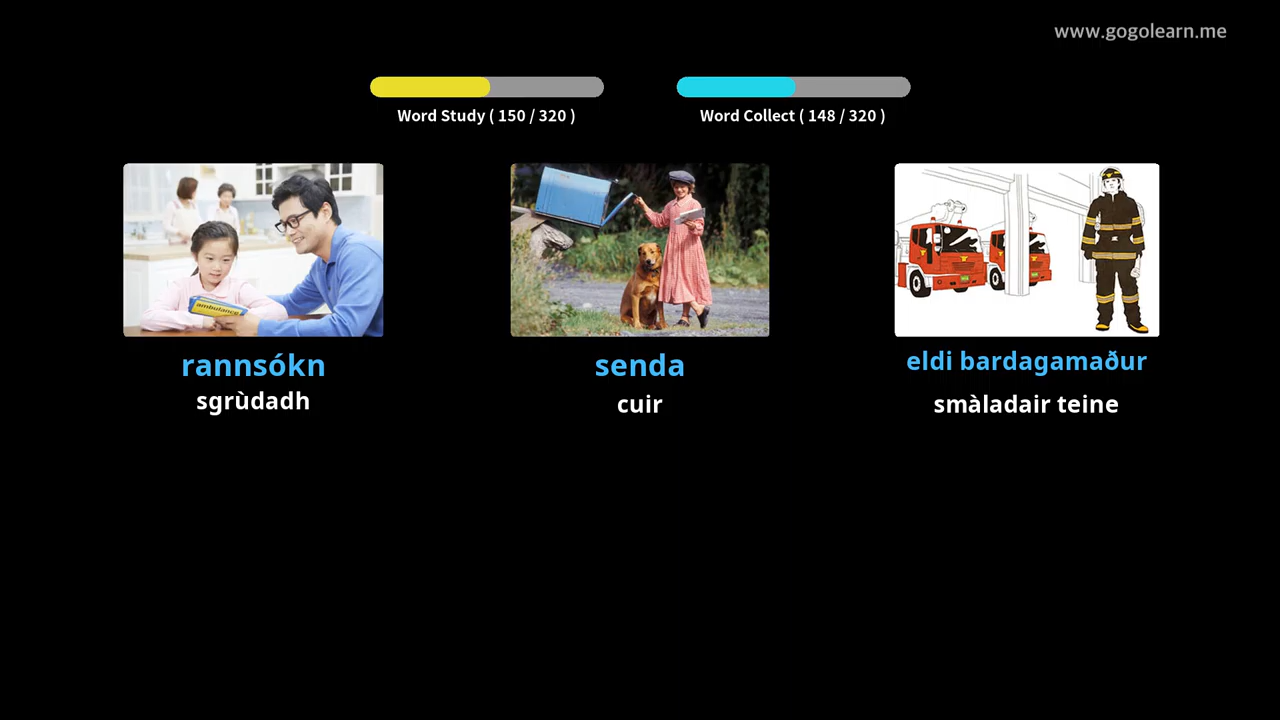 www.gogolearn.me
Word Study ( 150 / 320 )
Word Collect ( 148 / 320 )
ambulance
rannsókn
senda
eldi bardagamaður
sgrùdadh
cuir
smàladair teine